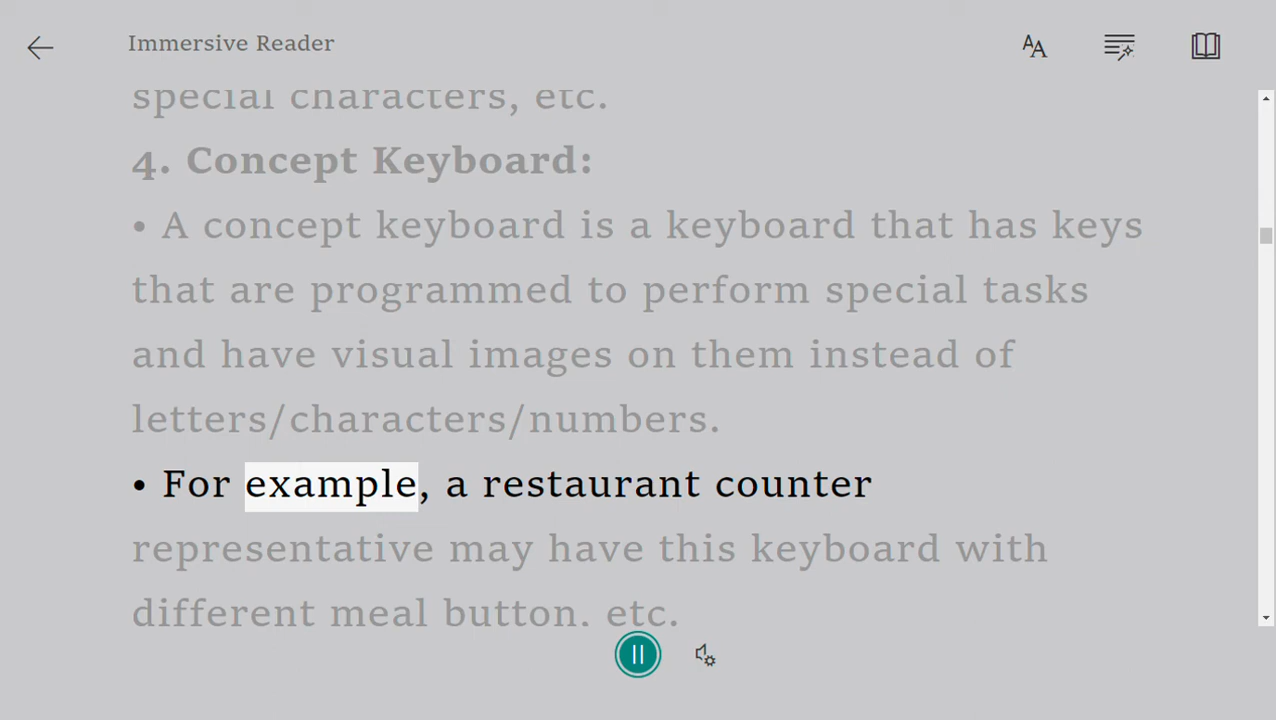 Immersive Reader
special characters, etc.
4. Concept Keyboard:
• A concept keyboard is a keyboard that has keys
that are programmed to perform special tasks
and have visual images on them instead of
letters/characters/numbers.
• For example, a restaurant counter
representative may have this keyboard with
different meal button. etc.